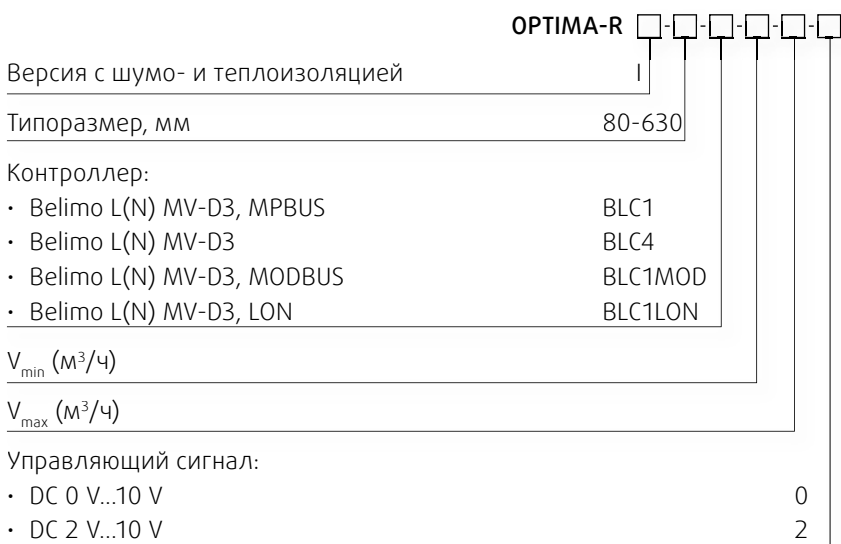 OPTIMA-R □-□-□-□-□-□
Версия с шумо- и теплоизоляцией I
Типоразмер, мм 80-630
Контроллер:
· Belimo L(N) MV-D3, MPBUS BLC1
· Belimo L(N) MV-D3 BLC4
· Belimo L(N) MV-D3, MODBUS BLC1MOD
· Belimo L(N) MV-D3, LON BLC1LON
Vmin (м³/ч)
Vmax (м³/ч)
Управляющий сигнал:
· DC 0 V...10 V 0
· DC 2 V...10 V 2